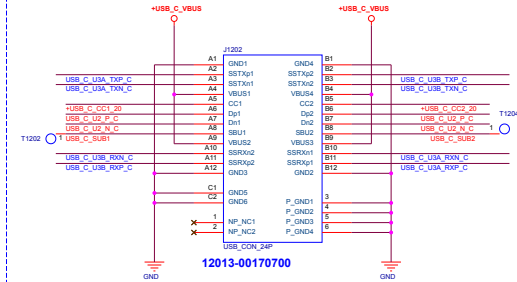 +USB_C_VBUS +USB_C_VBUS
J1202
A1 GND1 GND4 B1
A2 SSTXp1 SSTXp2 B2
USB_C_U3A_TXP_C A3 SSTXn1 SSTXn2 B3 USB_C_U3B_TXP_C
USB_C_U3A_TXN_C A4 VBUS1 VBUS4 B4 USB_C_U3B_TXN_C
A5 CC1 CC2 B5
+USB_C_CC1_20 A6 Dp1 Dp2 B6 +USB_C_CC2_20
USB_C_U2_P_C A7 Dn1 Dn2 B7 USB_C_U2_P_C
T1202 USB_C_U2_N_C A8 SBU1 SBU2 B8 USB_C_U2_N_C 1 T1204
1 USB_C_SUB1 A9 VBUS2 VBUS3 B9 USB_C_SUB2
A10 SSRXn2 SSRXn1 B10
USB_C_U3B_RXN_C A11 SSRXp2 SSRXp1 B11 USB_C_U3A_RXN_C
USB_C_U3B_RXP_C A12 GND3 GND2 B12 USB_C_U3A_RXP_C
C1 GND5
C2 GND6 P_GND1 3
P_GND2 4
1 NP_NC1 P_GND3 5
2 NP_NC2 P_GND4 6
USB_CON_24P
12013-00170700
GND GND